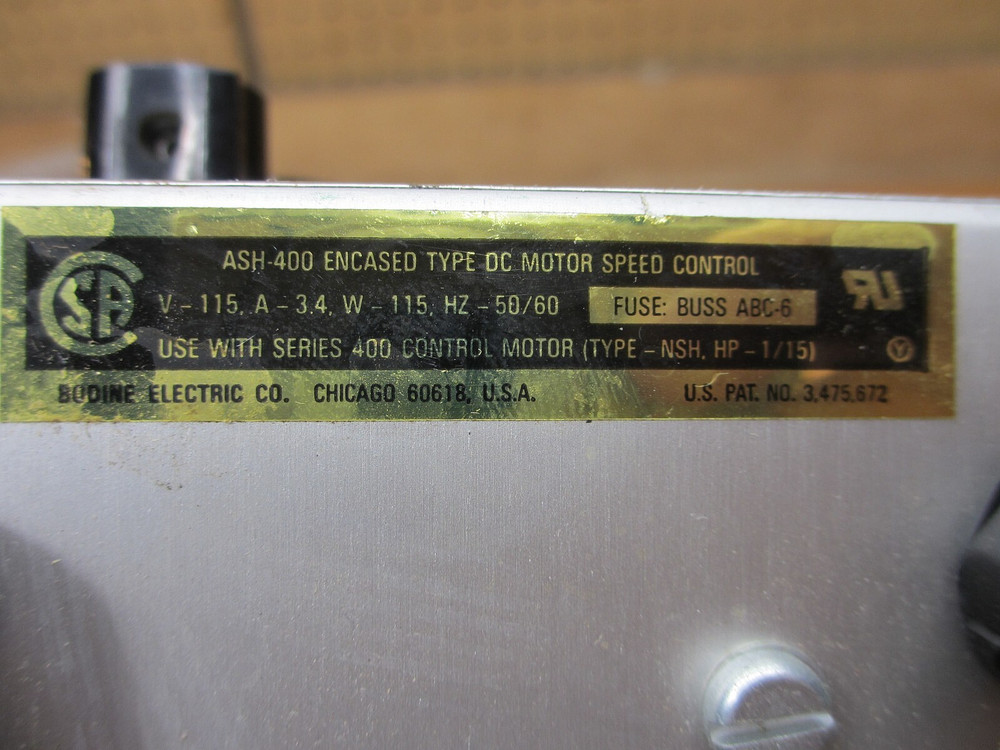 ASH-400 ENCASED TYPE DC MOTOR SPEED CONTROL
V-115, A-3.4, W-115, HZ-50/60 FUSE: BUSS ABC-6
USE WITH SERIES 400 CONTROL MOTOR (TYPE-NSH, HP-1/15)
BODINE ELECTRIC CO. CHICAGO 60618, U.S.A. U.S. PAT. NO. 3,475,672
CSA
RU
Y